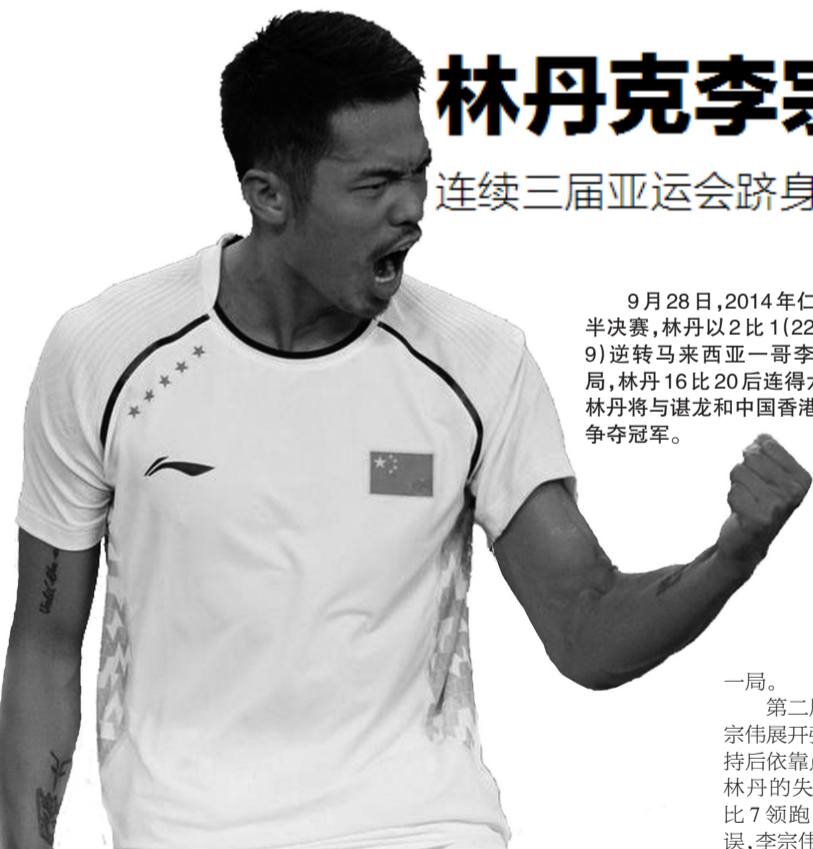 林丹克李宗
连续三届亚运会跻身
9月28日,2014年仁
半决赛,林丹以2比1(22
9)逆转马来西亚一哥李
局,林丹16比20后连得
林丹将与谌龙和中国香港
争夺冠军。
一局。
第二
宗伟展开
持后依靠
林丹的失
比7领跑
误,李宗伟